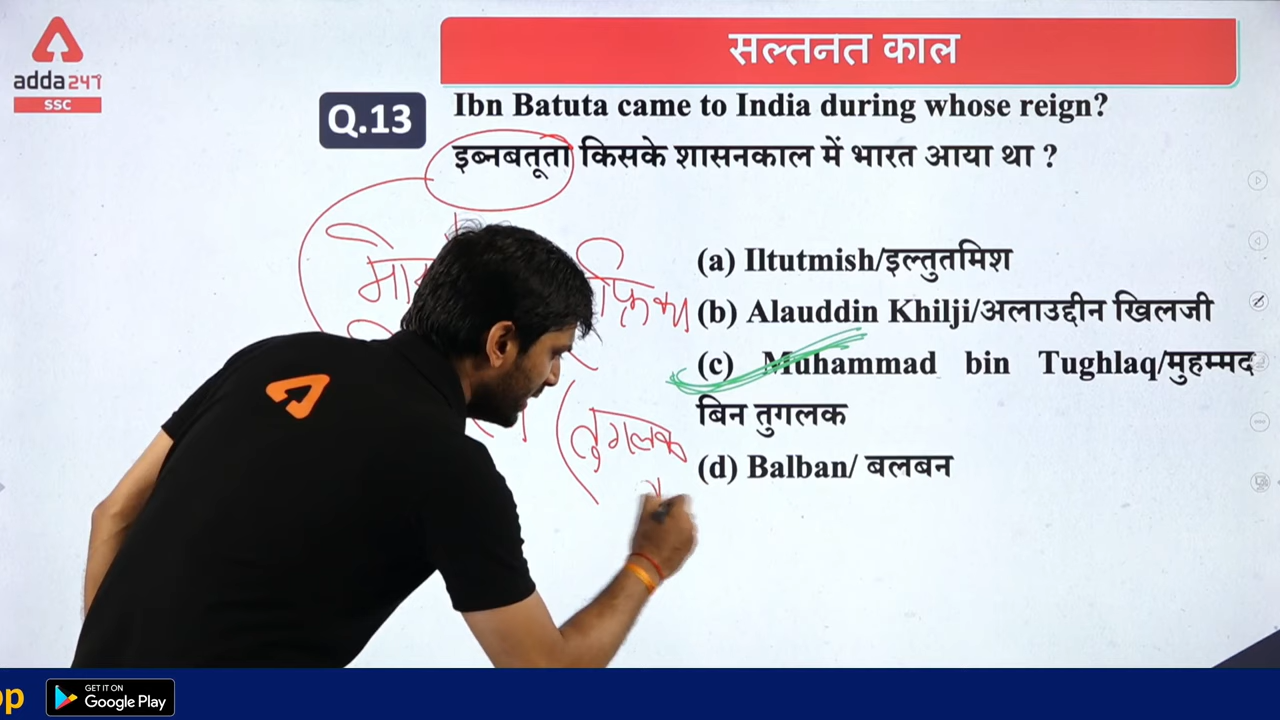 adda247
SSC
सल्तनत काल
Q.13
Ibn Batuta came to India during whose reign?
इब्नबतूता किसके शासनकाल में भारत आया था ?
(a) Iltutmish/इल्तुतमिश
(b) Alauddin Khilji/अलाउद्दीन खिलजी
(c) Muhammad bin Tughlaq/मुहम्मद
बिन तुगलक
(d) Balban/ बलबन
तुगलक
GET IT ON
Google Play